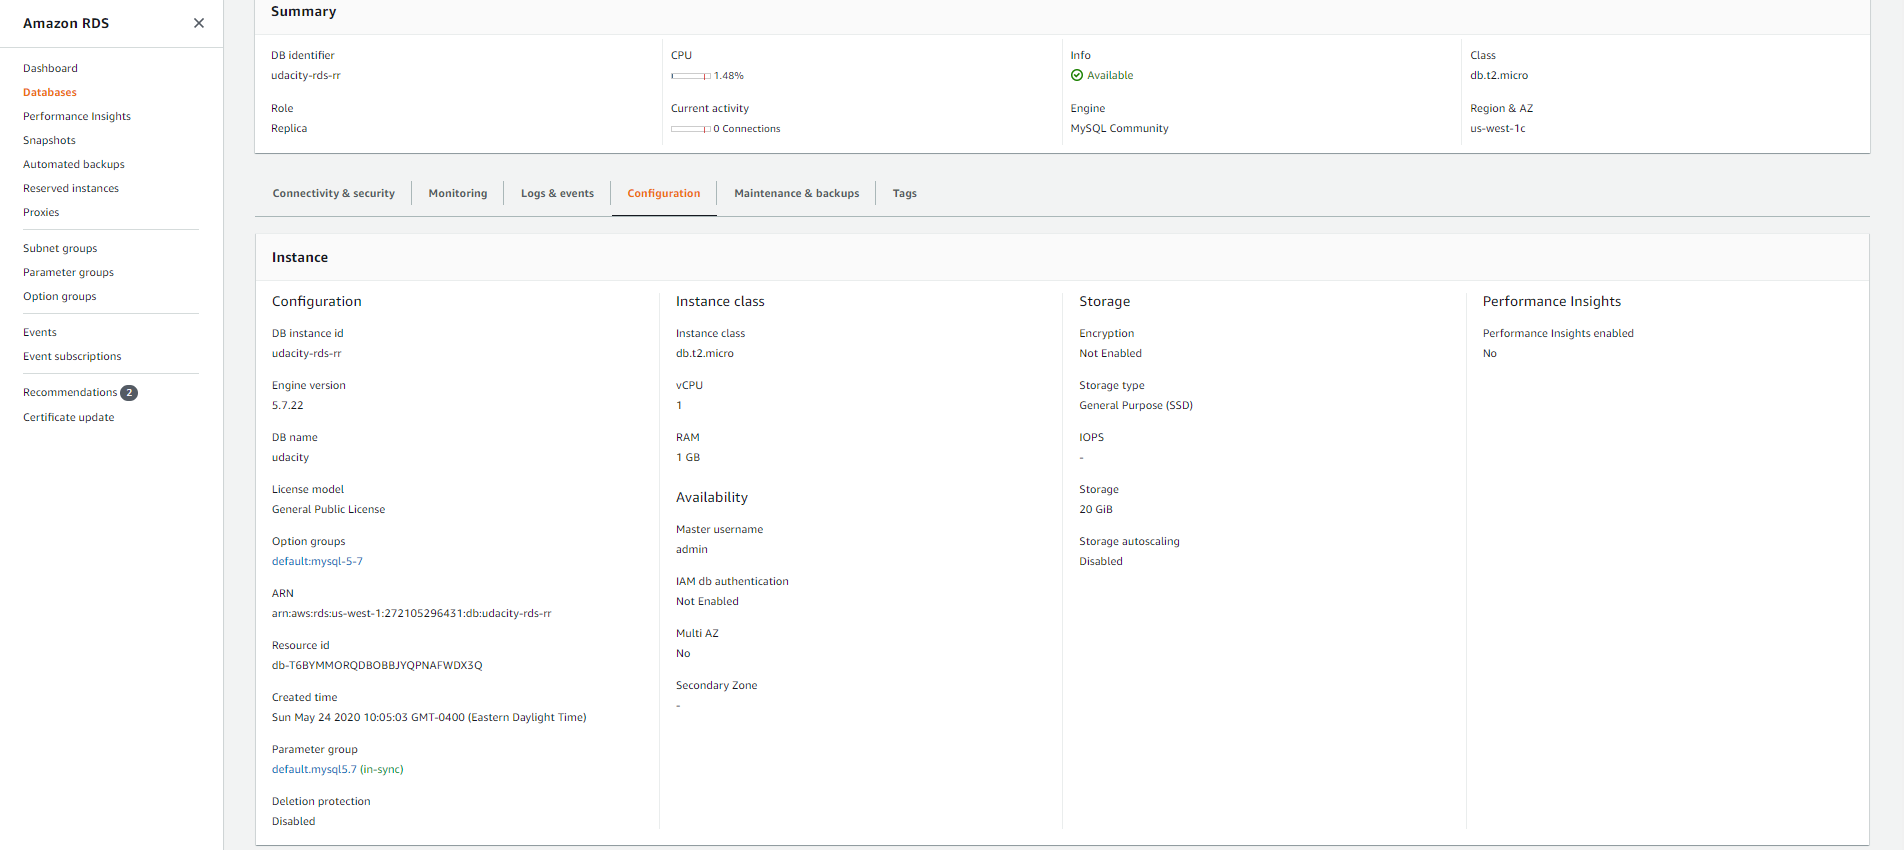 Amazon RDS
Dashboard
Databases
Performance Insights
Snapshots
Automated backups
Reserved instances
Proxies
Subnet groups
Parameter groups
Option groups
Events
Event subscriptions
Recommendations 2
Certificate update
Summary
DB identifier
udacity-rds-rr
CPU
1.48%
Info
Available
Class
db.t2.micro
Role
Replica
Current activity
0 Connections
Engine
MySQL Community
Region & AZ
us-west-1c
Connectivity & security
Monitoring
Logs & events
Configuration
Maintenance & backups
Tags
Instance
Configuration
DB instance id
udacity-rds-rr
Engine version
5.7.22
DB name
udacity
License model
General Public License
Option groups
default:mysql-5-7
ARN
arn:aws:rds:us-west-1:272105296431:db:udacity-rds-rr
Resource id
db-T6BYMMORQDBOBBJYQPNAFWDX3Q
Created time
Sun May 24 2020 10:05:03 GMT-0400 (Eastern Daylight Time)
Parameter group
default.mysql5.7 (in-sync)
Deletion protection
Disabled
Instance class
Instance class
db.t2.micro
vCPU
1
RAM
1 GB
Availability
Master username
admin
IAM db authentication
Not Enabled
Multi AZ
No
Secondary Zone
-
Storage
Encryption
Not Enabled
Storage type
General Purpose (SSD)
IOPS
-
Storage
20 GiB
Storage autoscaling
Disabled
Performance Insights
Performance Insights enabled
No